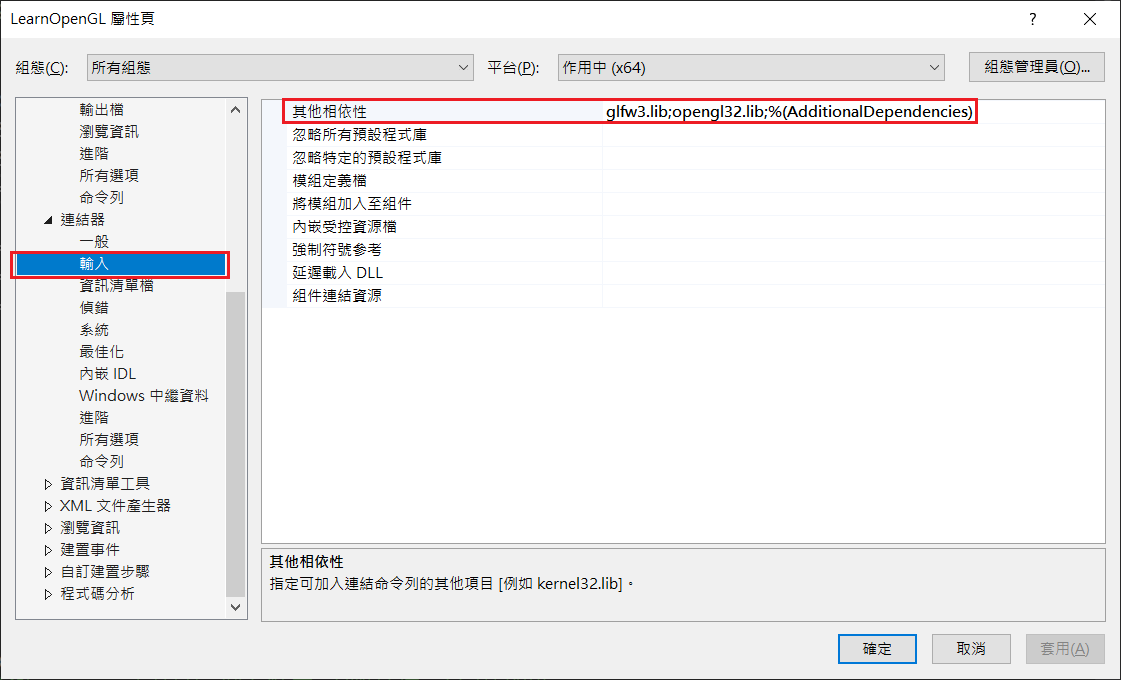 LearnOpenGL 屬性頁
?
組態(C):
所有組態
平台(P):
作用中 (x64)
組態管理員(O)...
輸出檔
瀏覽資訊
進階
所有選項
命令列
連結器
一般
輸入
資訊清單檔
偵錯
系統
最佳化
內嵌 IDL
Windows 中繼資料
進階
所有選項
命令列
資訊清單工具
XML 文件產生器
瀏覽資訊
建置事件
自訂建置步驟
程式碼分析
其他相依性 glfw3.lib;opengl32.lib;%(AdditionalDependencies)
忽略所有預設程式庫
忽略特定的預設程式庫
模組定義檔
將模組加入至組件
內嵌受控資源檔
強制符號參考
延遲載入 DLL
組件連結資源
其他相依性
指定可加入連結命令列的其他項目 [例如 kernel32.lib]。
確定
取消
套用(A)